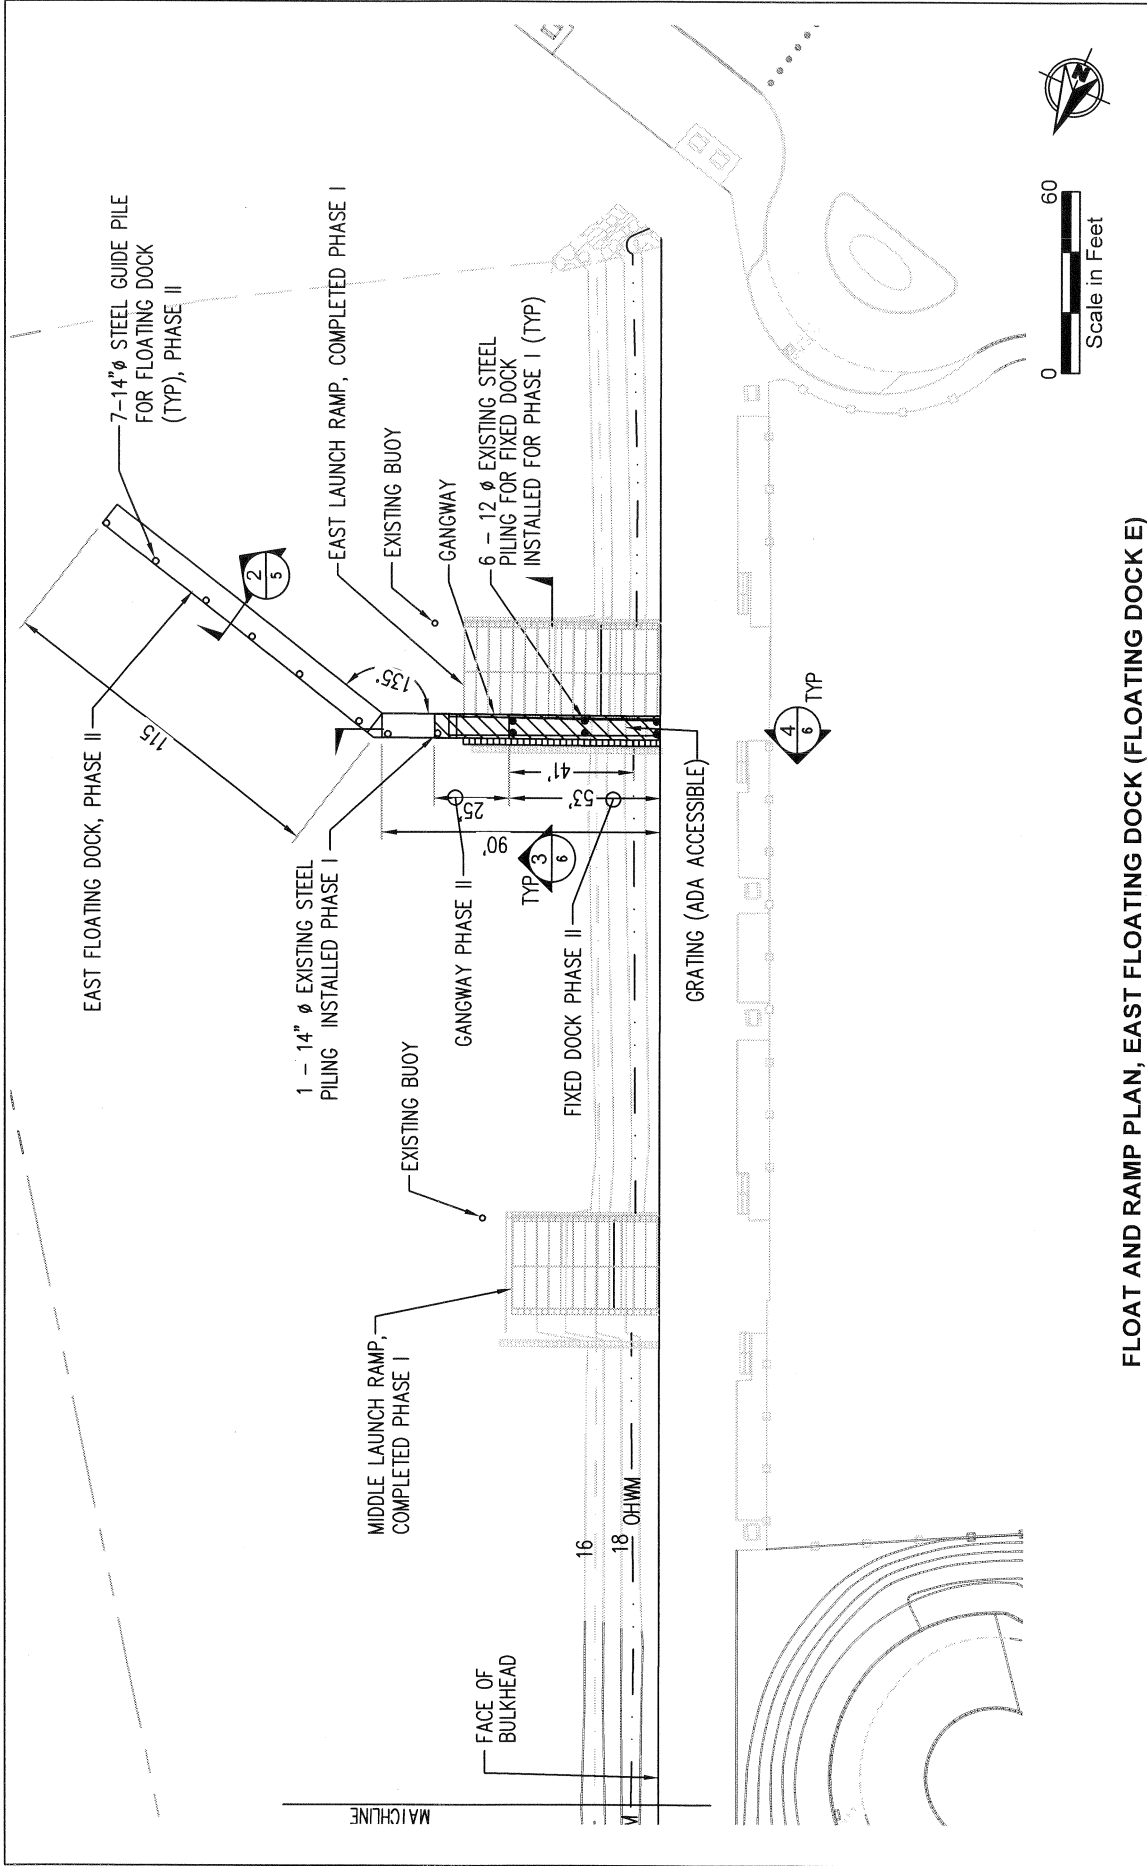 7-14"ø STEEL GUIDE PILE
FOR FLOATING DOCK
(TYP), PHASE II
EAST FLOATING DOCK, PHASE II
115
2
5
135°
EAST LAUNCH RAMP, COMPLETED PHASE I
EXISTING BUOY
GANGWAY
6 - 12 ø EXISTING STEEL
PILING FOR FIXED DOCK
INSTALLED FOR PHASE I (TYP)
1 - 14" ø EXISTING STEEL
PILING INSTALLED PHASE I
GANGWAY PHASE II
25'
41'
53'
90'
TYP
3
6
FIXED DOCK PHASE II
GRATING (ADA ACCESSIBLE)
4
6
TYP
EXISTING BUOY
MIDDLE LAUNCH RAMP,
COMPLETED PHASE I
16
18
OHWM
FACE OF
BULKHEAD
MATCHLINE
M
N
0
60
Scale in Feet
FLOAT AND RAMP PLAN, EAST FLOATING DOCK (FLOATING DOCK E)